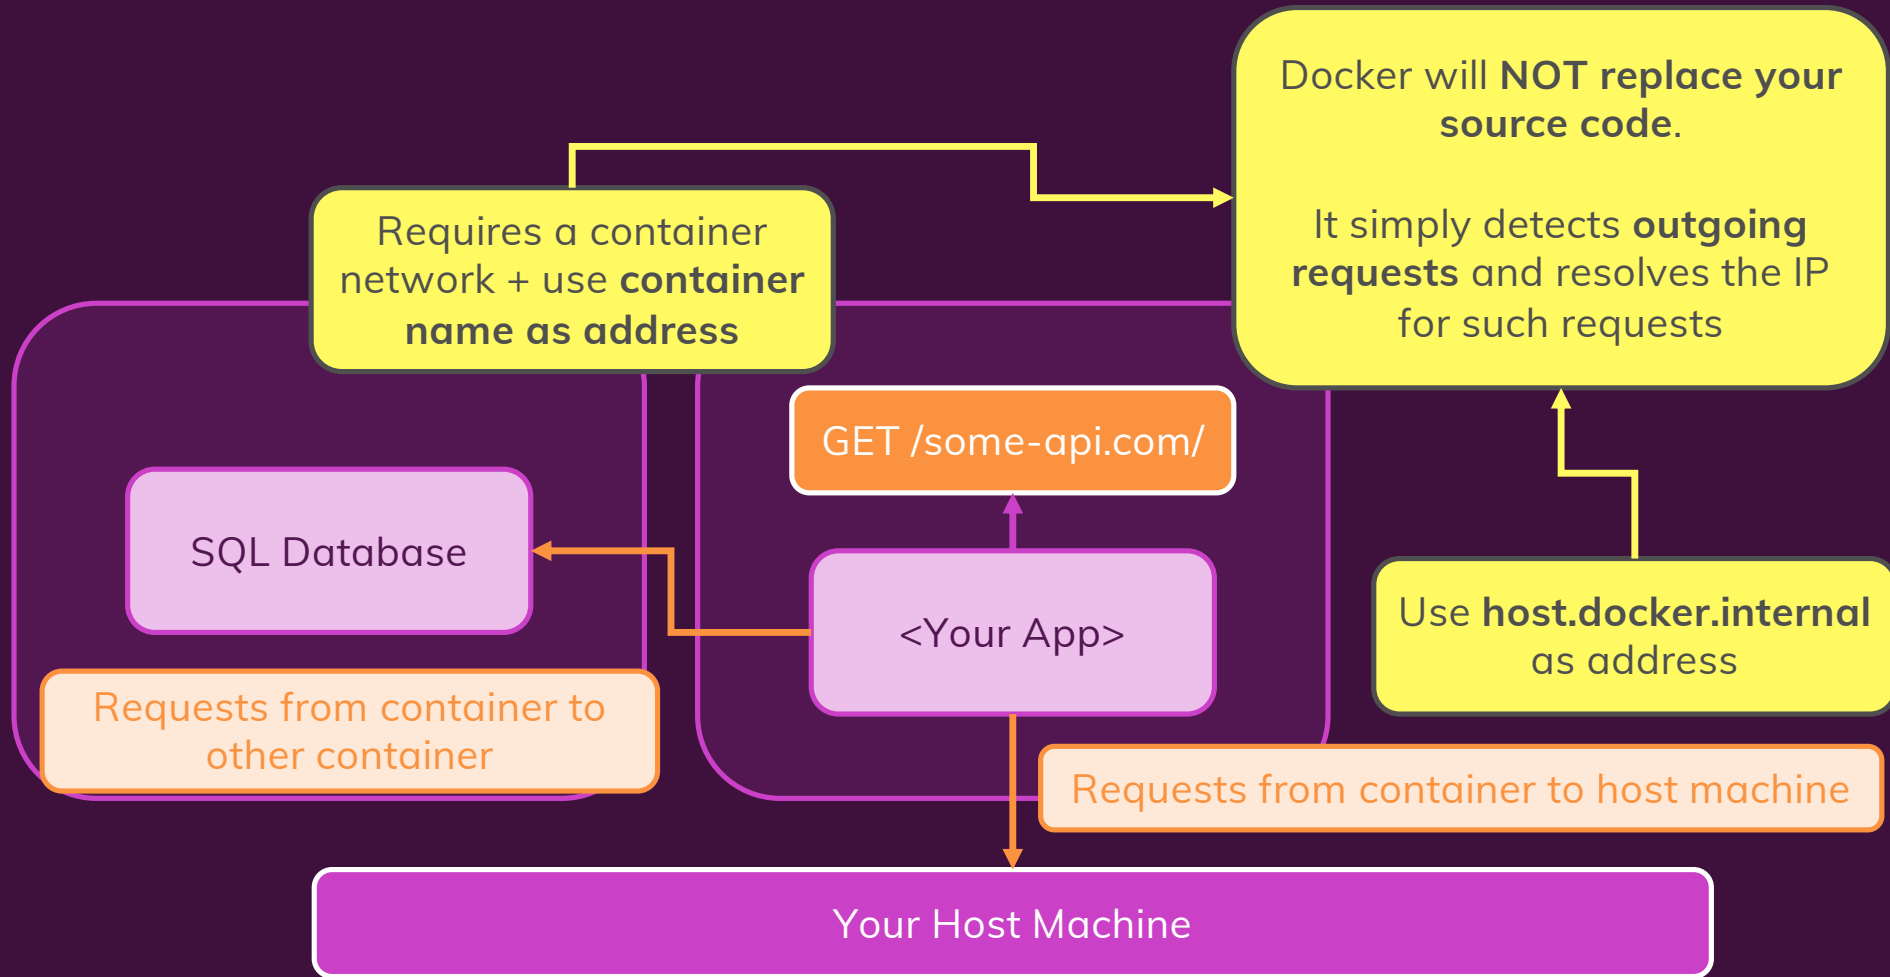 Docker will NOT replace your
source code.
It simply detects outgoing
requests and resolves the IP
for such requests
Requires a container
network + use container
name as address
GET /some-api.com/
SQL Database
<Your App>
Use host.docker.internal
as address
Requests from container to
other container
Requests from container to host machine
Your Host Machine